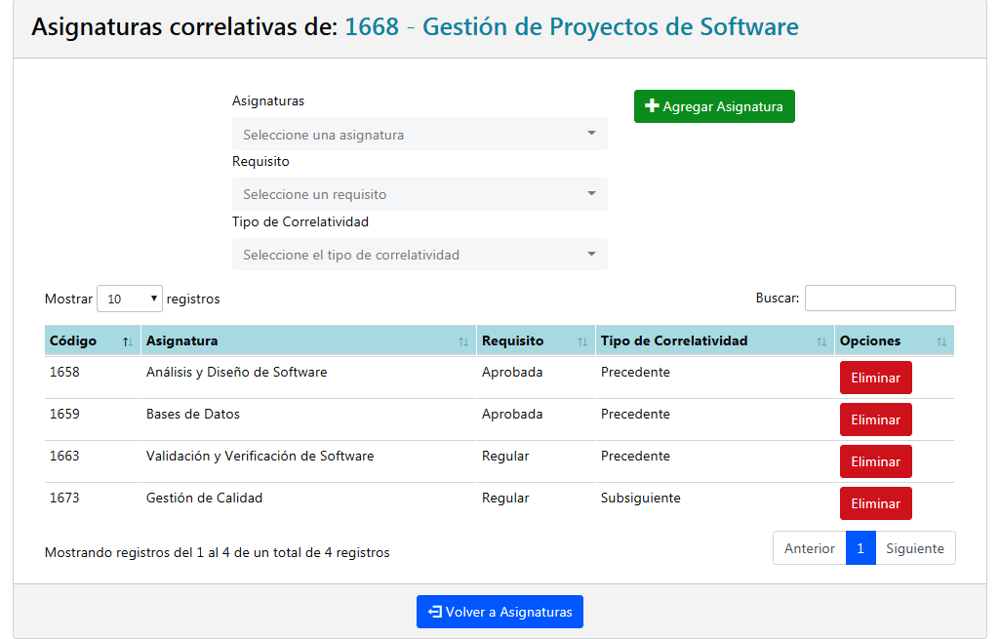 Asignaturas correlativas de: 1668 - Gestión de Proyectos de Software
Asignaturas
Agregar Asignatura
Seleccione una asignatura
Requisito
Seleccione un requisito
Tipo de Correlatividad
Seleccione el tipo de correlatividad
Mostrar 10 registros Buscar:
Código Asignatura Requisito Tipo de Correlatividad Opciones
1658 Análisis y Diseño de Software Aprobada Precedente Eliminar
1659 Bases de Datos Aprobada Precedente Eliminar
1663 Validación y Verificación de Software Regular Precedente Eliminar
1673 Gestión de Calidad Regular Subsiguiente Eliminar
Mostrando registros del 1 al 4 de un total de 4 registros Anterior 1 Siguiente
Volver a Asignaturas